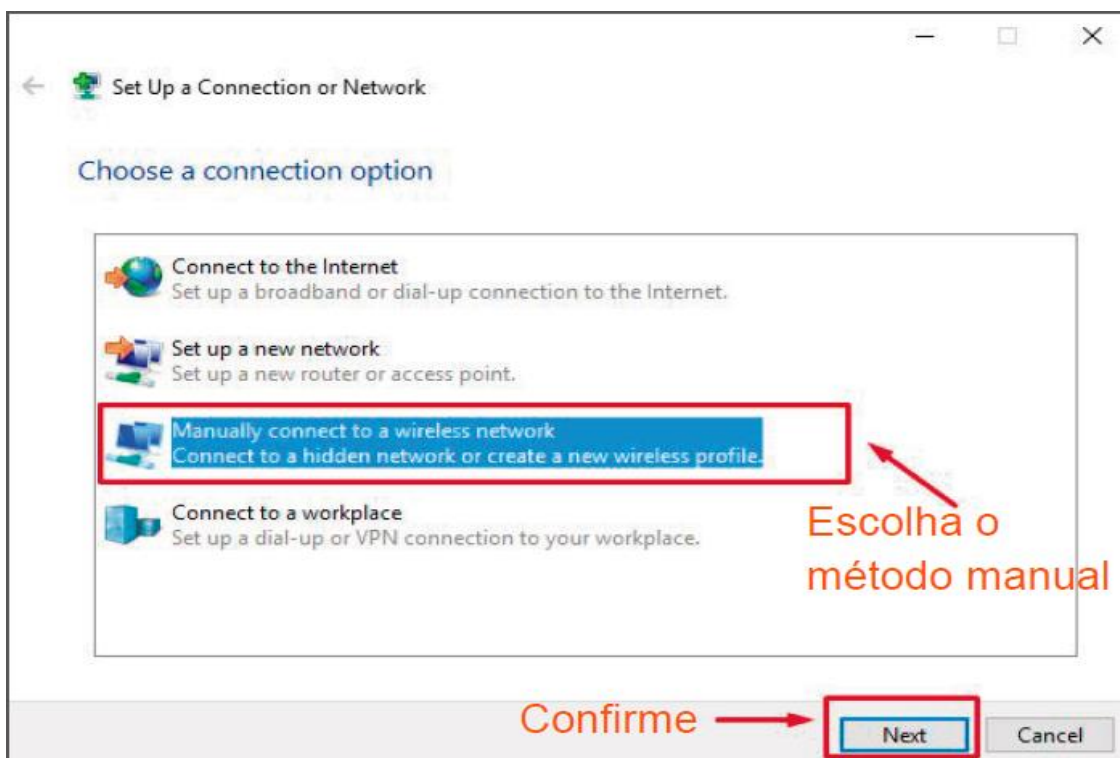 Set Up a Connection or Network
Choose a connection option
Connect to the Internet
Set up a broadband or dial-up connection to the Internet.
Set up a new network
Set up a new router or access point.
Manually connect to a wireless network
Connect to a hidden network or create a new wireless profile.
Connect to a workplace
Set up a dial-up or VPN connection to your workplace.
Escolha o
método manual
Confirme
Next
Cancel